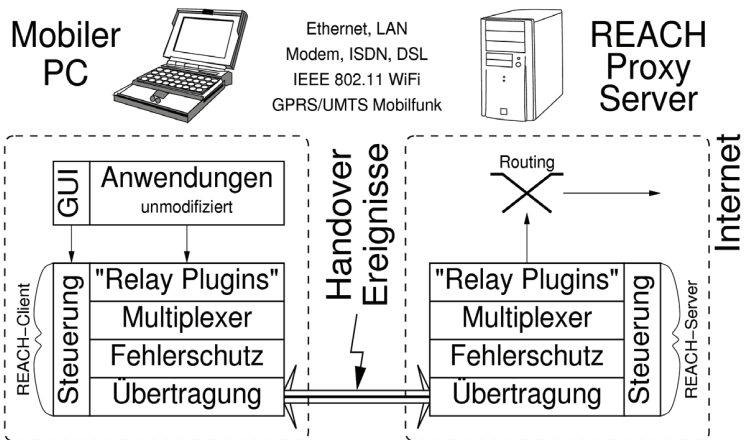 Mobiler
PC
Ethernet, LAN
Modem, ISDN, DSL
IEEE 802.11 WiFi
GPRS/UMTS Mobilfunk
REACH
Proxy
Server
GUI
Anwendungen
unmodifiziert
Handover
Ereignisse
Routing
Internet
REACH-Client
Steuerung
"Relay Plugins"
Multiplexer
Fehlerschutz
Übertragung
"Relay Plugins"
Multiplexer
Fehlerschutz
Übertragung
Steuerung
REACH-Server